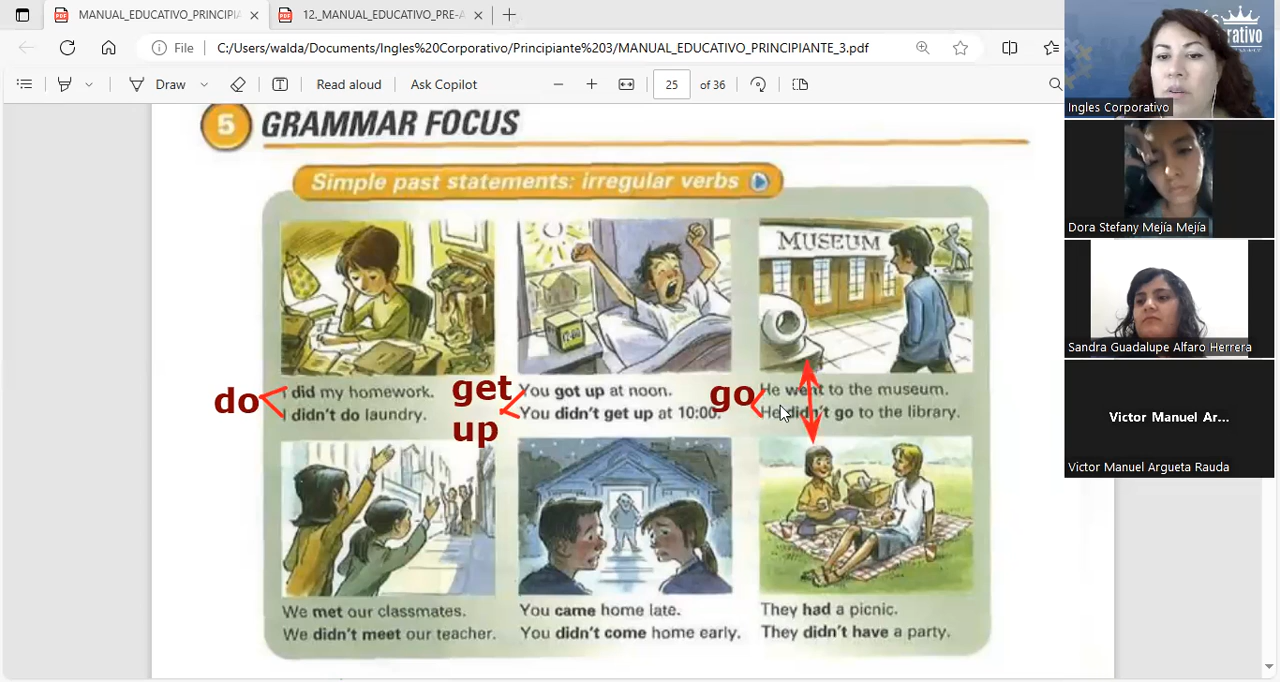 MANUAL_EDUCATIVO_PRINCIPIA
12._MANUAL_EDUCATIVO_PRE-A
File
C:/Users/walda/Documents/Ingles%20Corporativo/Principiante%203/MANUAL_EDUCATIVO_PRINCIPIANTE_3.pdf
Draw
Read aloud
Ask Copilot
25 of 36
5 GRAMMAR FOCUS
Simple past statements: irregular verbs
MUSEUM
do
I did my homework.
I didn't do laundry.
get up
You got up at noon.
You didn't get up at 10:00.
go
He went to the museum.
He didn't go to the library.
We met our classmates.
We didn't meet our teacher.
You came home late.
You didn't come home early.
They had a picnic.
They didn't have a party.
Ingles Corporativo
Dora Stefany Mejía Mejía
Sandra Guadalupe Alfaro Herrera
Victor Manuel Ar...
Victor Manuel Argueta Rauda